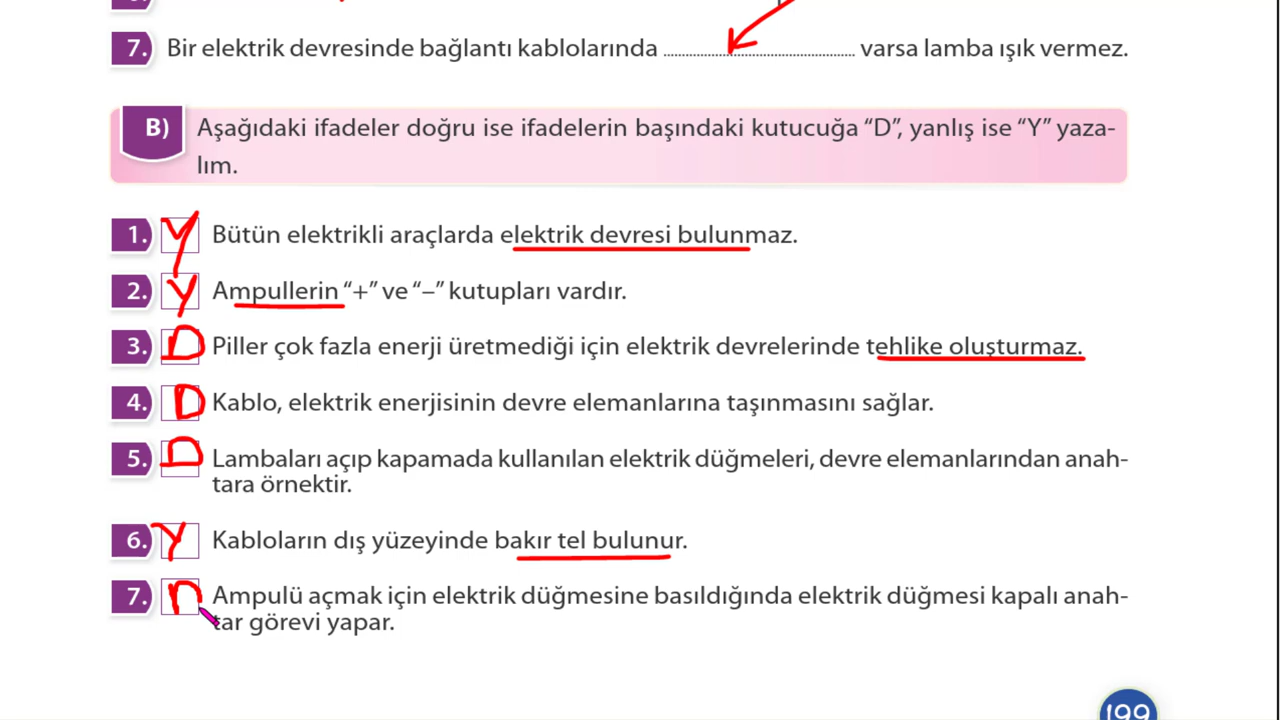 7. Bir elektrik devresinde bağlantı kablolarında ........................................ varsa lamba ışık vermez.
B) Aşağıdaki ifadeler doğru ise ifadelerin başındaki kutucuğa “D”, yanlış ise “Y” yaza-
lım.
1. Y Bütün elektrikli araçlarda elektrik devresi bulunmaz.
2. Y Ampullerin “+” ve “–” kutupları vardır.
3. D Piller çok fazla enerji üretmediği için elektrik devrelerinde tehlike oluşturmaz.
4. D Kablo, elektrik enerjisinin devre elemanlarına taşınmasını sağlar.
5. D Lambaları açıp kapamada kullanılan elektrik düğmeleri, devre elemanlarından anah-
tara örnektir.
6. Y Kabloların dış yüzeyinde bakır tel bulunur.
7. Ampulü açmak için elektrik düğmesine basıldığında elektrik düğmesi kapalı anah-
tar görevi yapar.
199